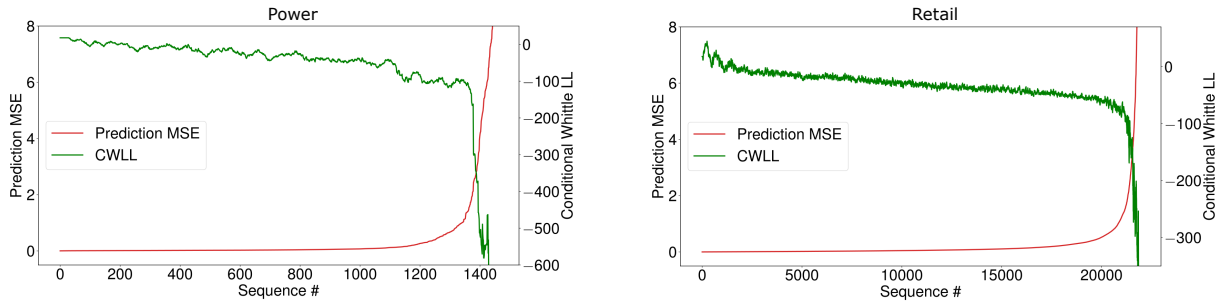 Power
8
6
4
2
0
Prediction MSE
0
−100
−200
−300
−400
−500
−600
Conditional Whittle LL
Prediction MSE
CWLL
0 200 400 600 800 1000 1200 1400
Sequence #
Retail
8
6
4
2
0
Prediction MSE
0
−100
−200
−300
Conditional Whittle LL
Prediction MSE
CWLL
0 5000 10000 15000 20000
Sequence #